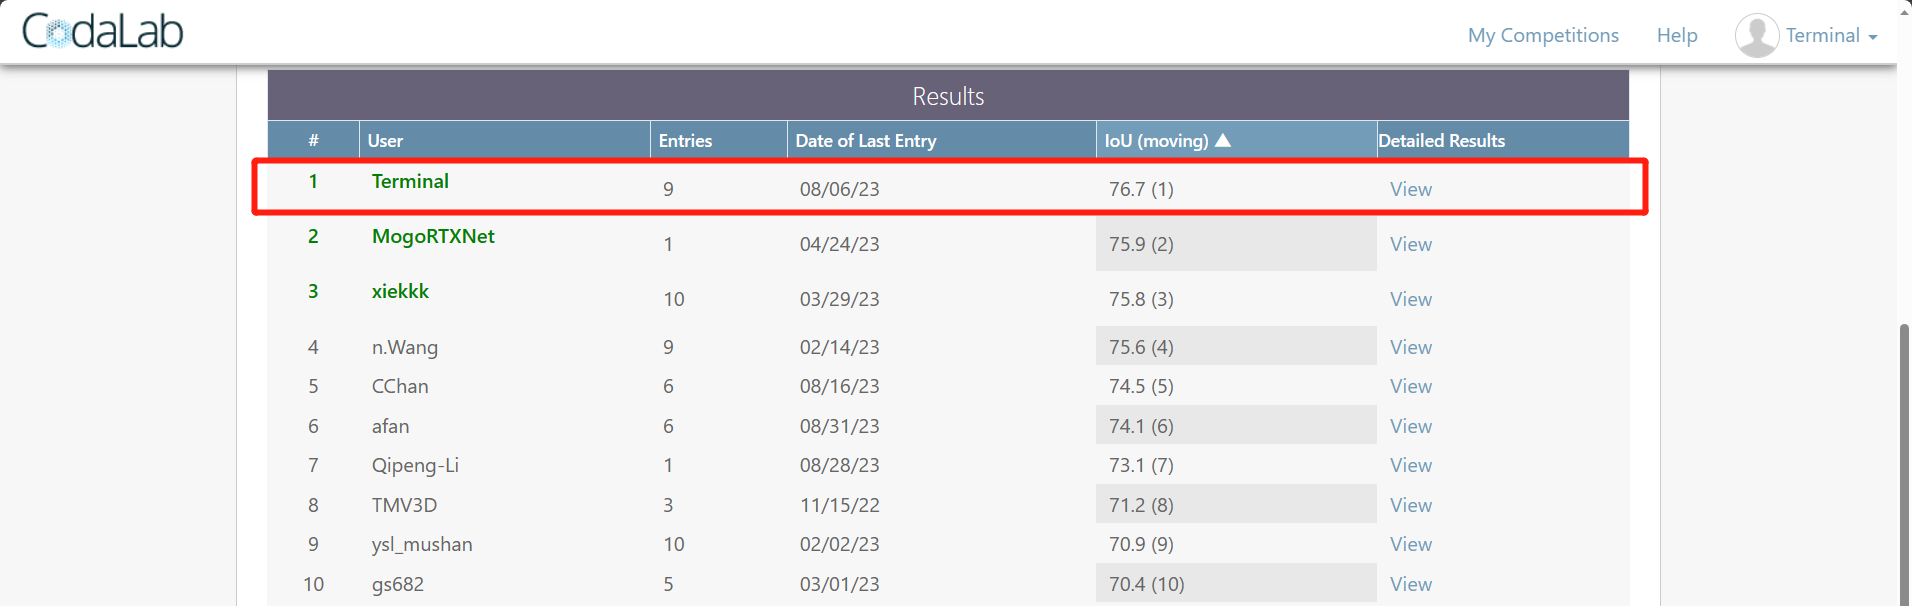 CodaLab My Competitions Help Terminal
Results
# User Entries Date of Last Entry IoU (moving) ▲ Detailed Results
1 Terminal 9 08/06/23 76.7 (1) View
2 MogoRTXNet 1 04/24/23 75.9 (2) View
3 xiekkk 10 03/29/23 75.8 (3) View
4 n.Wang 9 02/14/23 75.6 (4) View
5 CChan 6 08/16/23 74.5 (5) View
6 afan 6 08/31/23 74.1 (6) View
7 Qipeng-Li 1 08/28/23 73.1 (7) View
8 TMV3D 3 11/15/22 71.2 (8) View
9 ysl_mushan 10 02/02/23 70.9 (9) View
10 gs682 5 03/01/23 70.4 (10) View